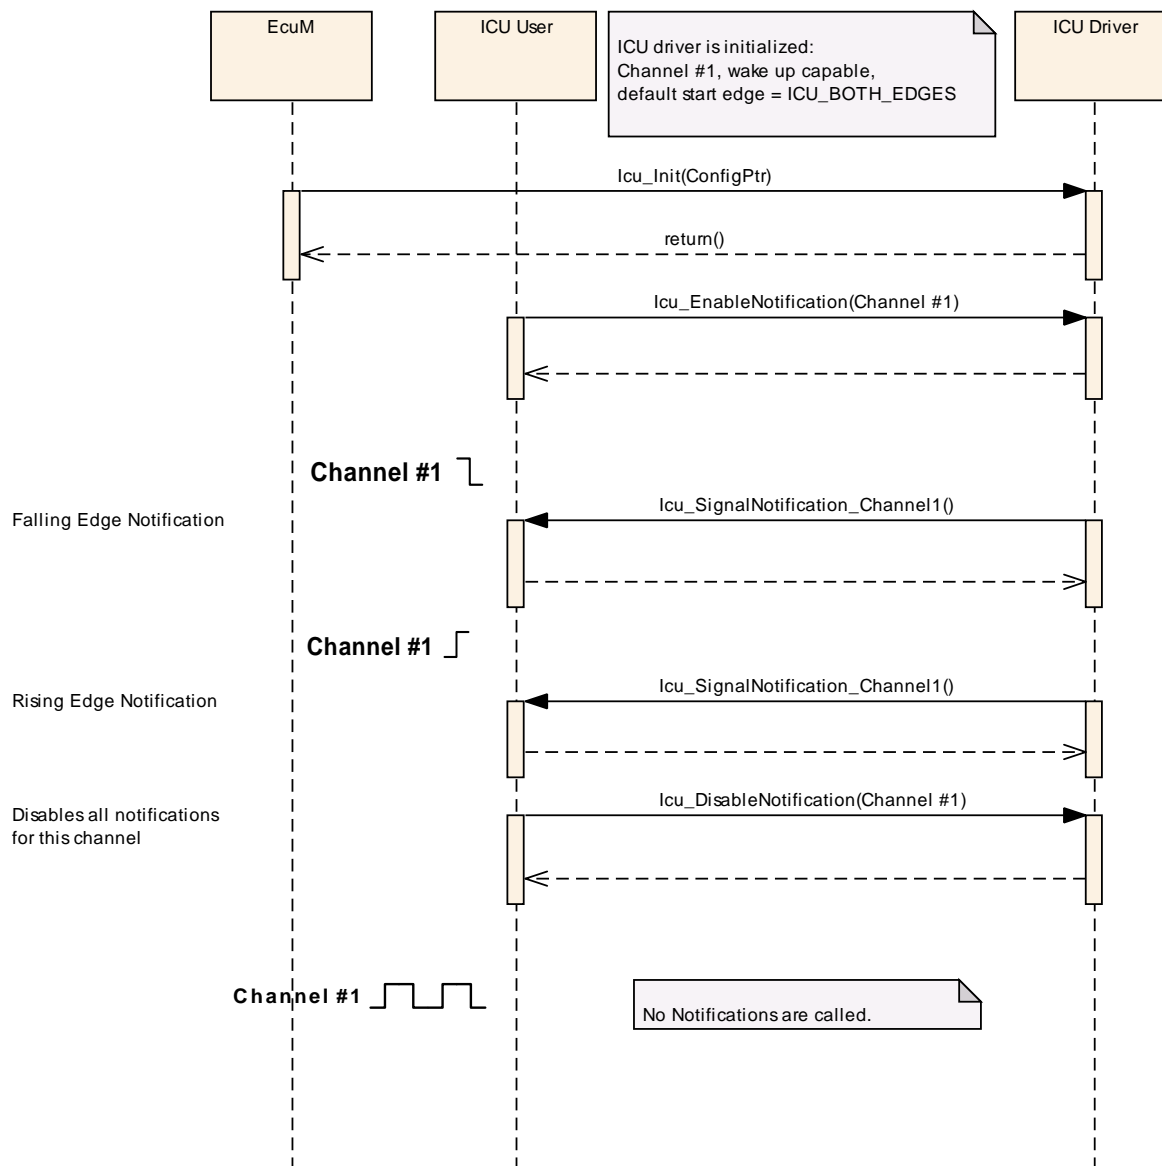 EcuM
ICU User
ICU driver is initialized:
Channel #1, wake up capable,
default start edge = ICU_BOTH_EDGES
ICU Driver
Icu_Init(ConfigPtr)
return()
Icu_EnableNotification(Channel #1)
Channel #1
Icu_SignalNotification_Channel1()
Falling Edge Notification
Channel #1
Icu_SignalNotification_Channel1()
Rising Edge Notification
Icu_DisableNotification(Channel #1)
Disables all notifications
for this channel
Channel #1
No Notifications are called.